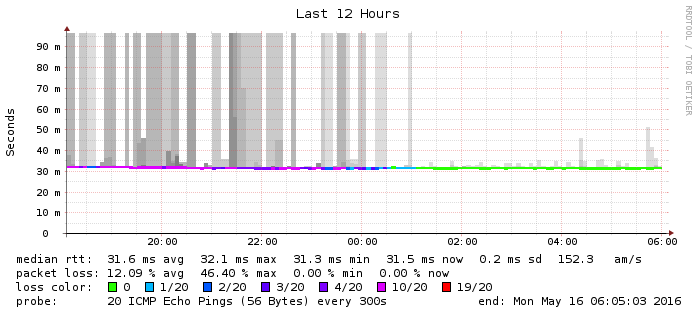 Last 12 Hours
RRDTOOL / TOBI OETIKER
Seconds
90 m
80 m
70 m
60 m
50 m
40 m
30 m
20 m
10 m
0
20:00 22:00 00:00 02:00 04:00 06:00
median rtt: 31.6 ms avg 32.1 ms max 31.3 ms min 31.5 ms now 0.2 ms sd 152.3 am/s
packet loss: 12.09 % avg 46.40 % max 0.00 % min 0.00 % now
loss color: 0 1/20 2/20 3/20 4/20 10/20 19/20
probe: 20 ICMP Echo Pings (56 Bytes) every 300s end: Mon May 16 06:05:03 2016